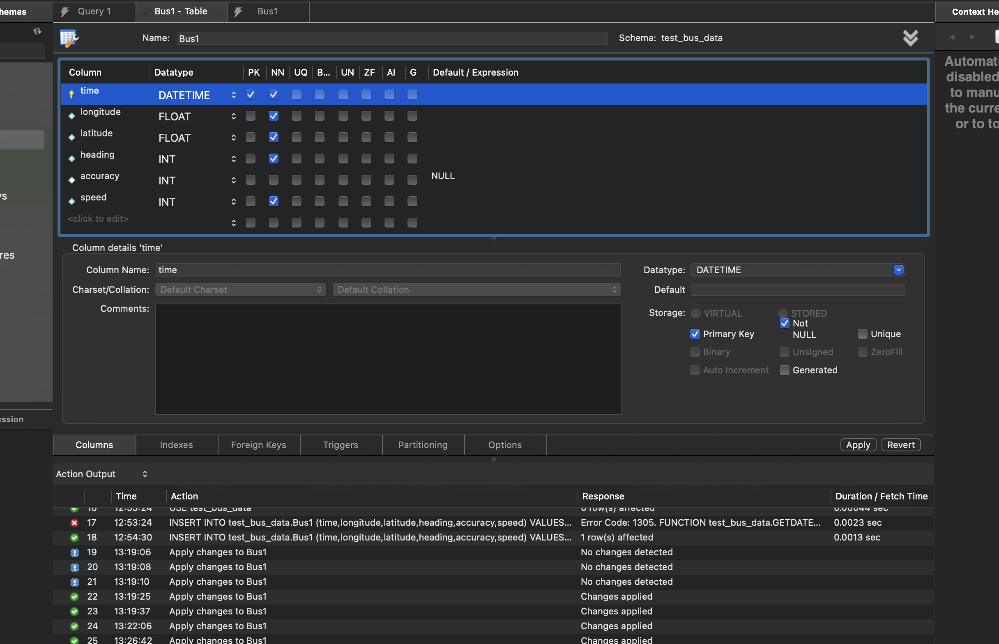 hemas
Query 1
Bus1 - Table
Bus1
Context He
Name: Bus1
Schema: test_bus_data
Automati
disabled
to manu
the curre
or to to
Column Datatype PK NN UQ B... UN ZF AI G Default / Expression
time DATETIME
longitude FLOAT
latitude FLOAT
heading INT
accuracy INT NULL
speed INT
<click to edit>
ys
res
ession
Column details 'time'
Column Name: time
Datatype: DATETIME
Charset/Collation: Default Charset Default Collation
Default
Comments:
Storage: VIRTUAL STORED
Primary Key Not NULL Unique
Binary Unsigned ZeroFill
Auto Increment Generated
Columns Indexes Foreign Keys Triggers Partitioning Options Apply Revert
Action Output
Time Action Response Duration / Fetch Time
16 12:53:24 USE test_bus_data 0 row(s) affected 0.00044 sec
17 12:53:24 INSERT INTO test_bus_data.Bus1 (time,longitude,latitude,heading,accuracy,speed) VALUES... Error Code: 1305. FUNCTION test_bus_data.GETDATE... 0.0023 sec
18 12:54:30 INSERT INTO test_bus_data.Bus1 (time,longitude,latitude,heading,accuracy,speed) VALUES... 1 row(s) affected 0.0013 sec
19 13:19:06 Apply changes to Bus1 No changes detected
20 13:19:08 Apply changes to Bus1 No changes detected
21 13:19:10 Apply changes to Bus1 No changes detected
22 13:19:25 Apply changes to Bus1 Changes applied
23 13:19:37 Apply changes to Bus1 Changes applied
24 13:22:06 Apply changes to Bus1 Changes applied
25 13:26:42 Apply changes to Bus1 Changes applied